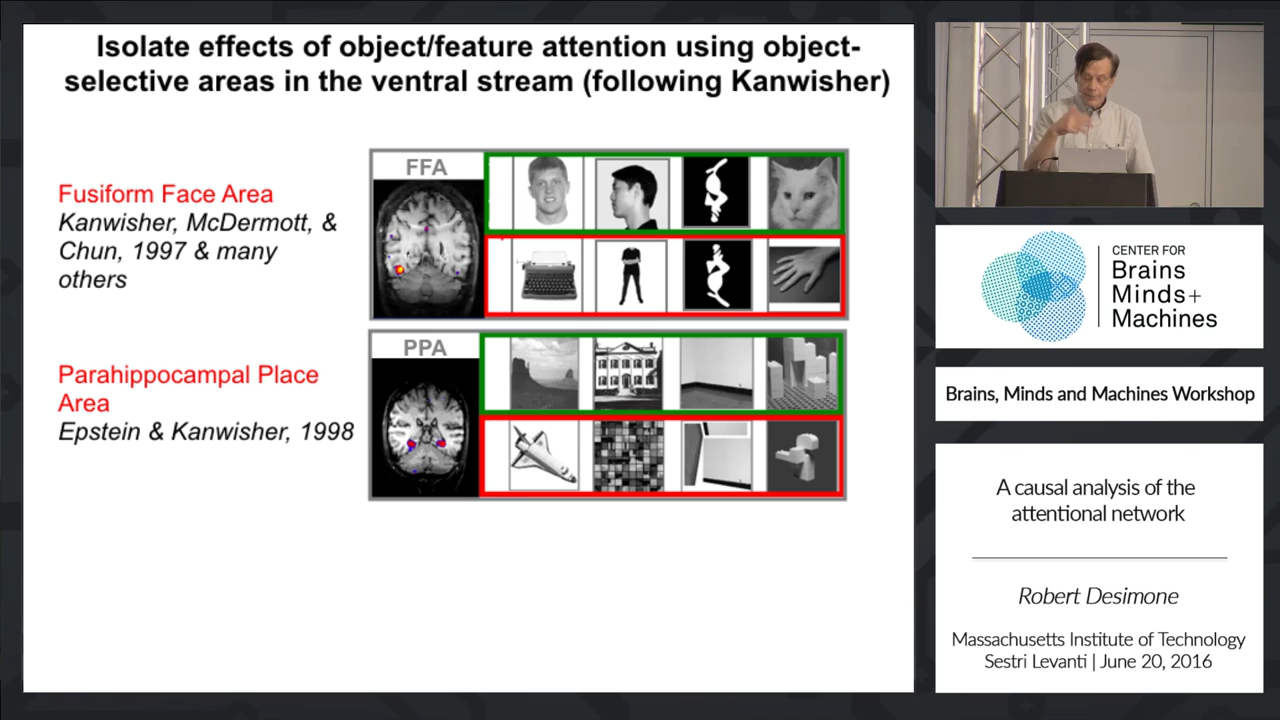 Isolate effects of object/feature attention using object-
selective areas in the ventral stream (following Kanwisher)
Fusiform Face Area
Kanwisher, McDermott, &
Chun, 1997 & many
others
FFA
Parahippocampal Place
Area
Epstein & Kanwisher, 1998
PPA
CENTER FOR
Brains
Minds+
Machines
Brains, Minds and Machines Workshop
A causal analysis of the
attentional network
Robert Desimone
Massachusetts Institute of Technology
Sestri Levanti | June 20, 2016